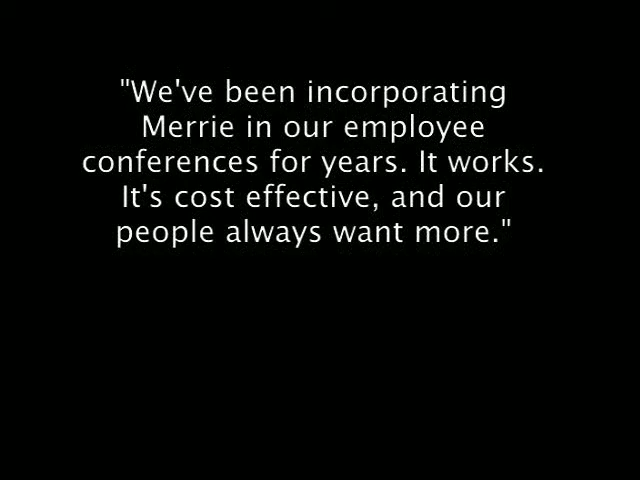 "We've been incorporating
Merrie in our employee
conferences for years. It works.
It's cost effective, and our
people always want more."